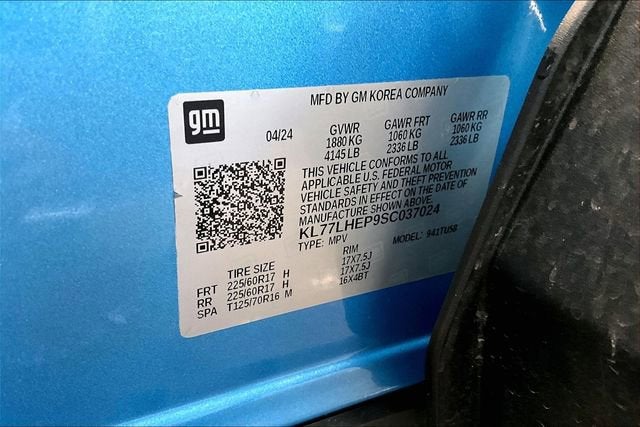 MFD BY GM KOREA COMPANY
gm
04/24 GVWR GAWR FRT GAWR RR
1880 KG 1060 KG 1060 KG
4145 LB 2336 LB 2336 LB
THIS VEHICLE CONFORMS TO ALL
APPLICABLE U.S. FEDERAL MOTOR
VEHICLE SAFETY AND THEFT PREVENTION
STANDARDS IN EFFECT ON THE DATE OF
MANUFACTURE SHOWN ABOVE.
KL77LHEP9SC037024
TYPE: MPV MODEL: 941TU58
TIRE SIZE RIM
FRT 225/60R17 H 17X7.5J
RR 225/60R17 H 17X7.5J
SPA T125/70R16 M 16X4BT